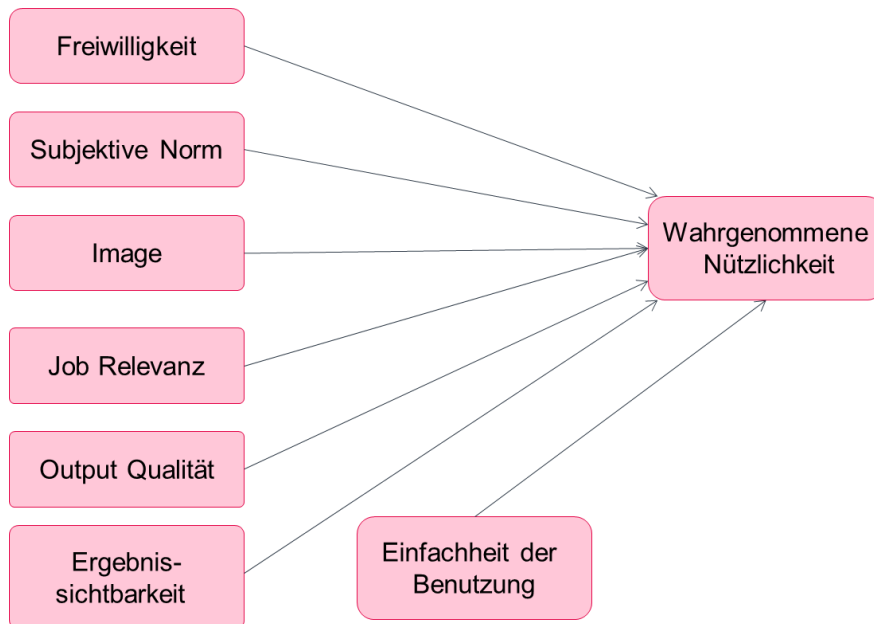 Freiwilligkeit
Subjektive Norm
Image
Job Relevanz
Output Qualität
Ergebnis-
sichtbarkeit
Einfachheit der
Benutzung
Wahrgenommene
Nützlichkeit